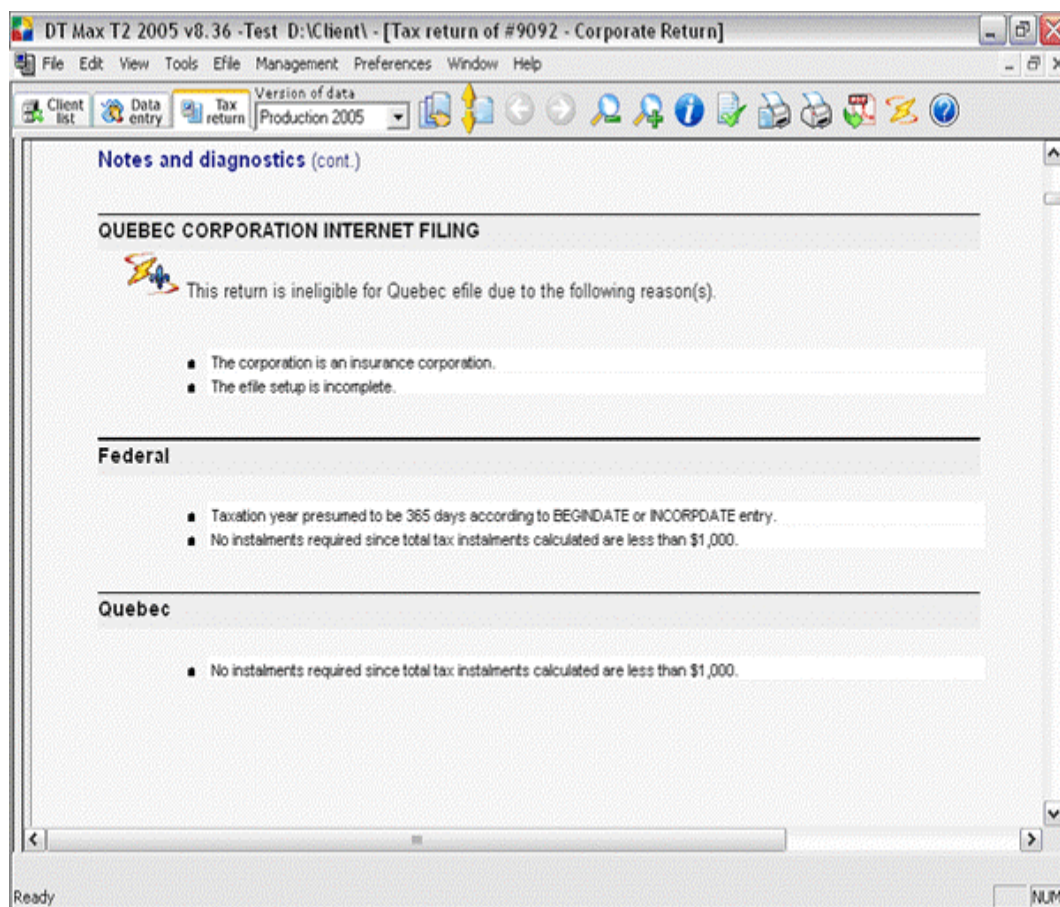 DT Max T2 2005 v8.36 -Test D:\Client\ - [Tax return of #9092 - Corporate Return]
File Edit View Tools Efile Management Preferences Window Help
Client list
Data entry
Tax return
Version of data
Production 2005
Notes and diagnostics (cont.)
QUEBEC CORPORATION INTERNET FILING
This return is ineligible for Quebec efile due to the following reason(s).
The corporation is an insurance corporation.
The efile setup is incomplete.
Federal
Taxation year presumed to be 365 days according to BEGINDATE or INCORPDATE entry.
No instalments required since total tax instalments calculated are less than $1,000.
Quebec
No instalments required since total tax instalments calculated are less than $1,000.
Ready
NUM